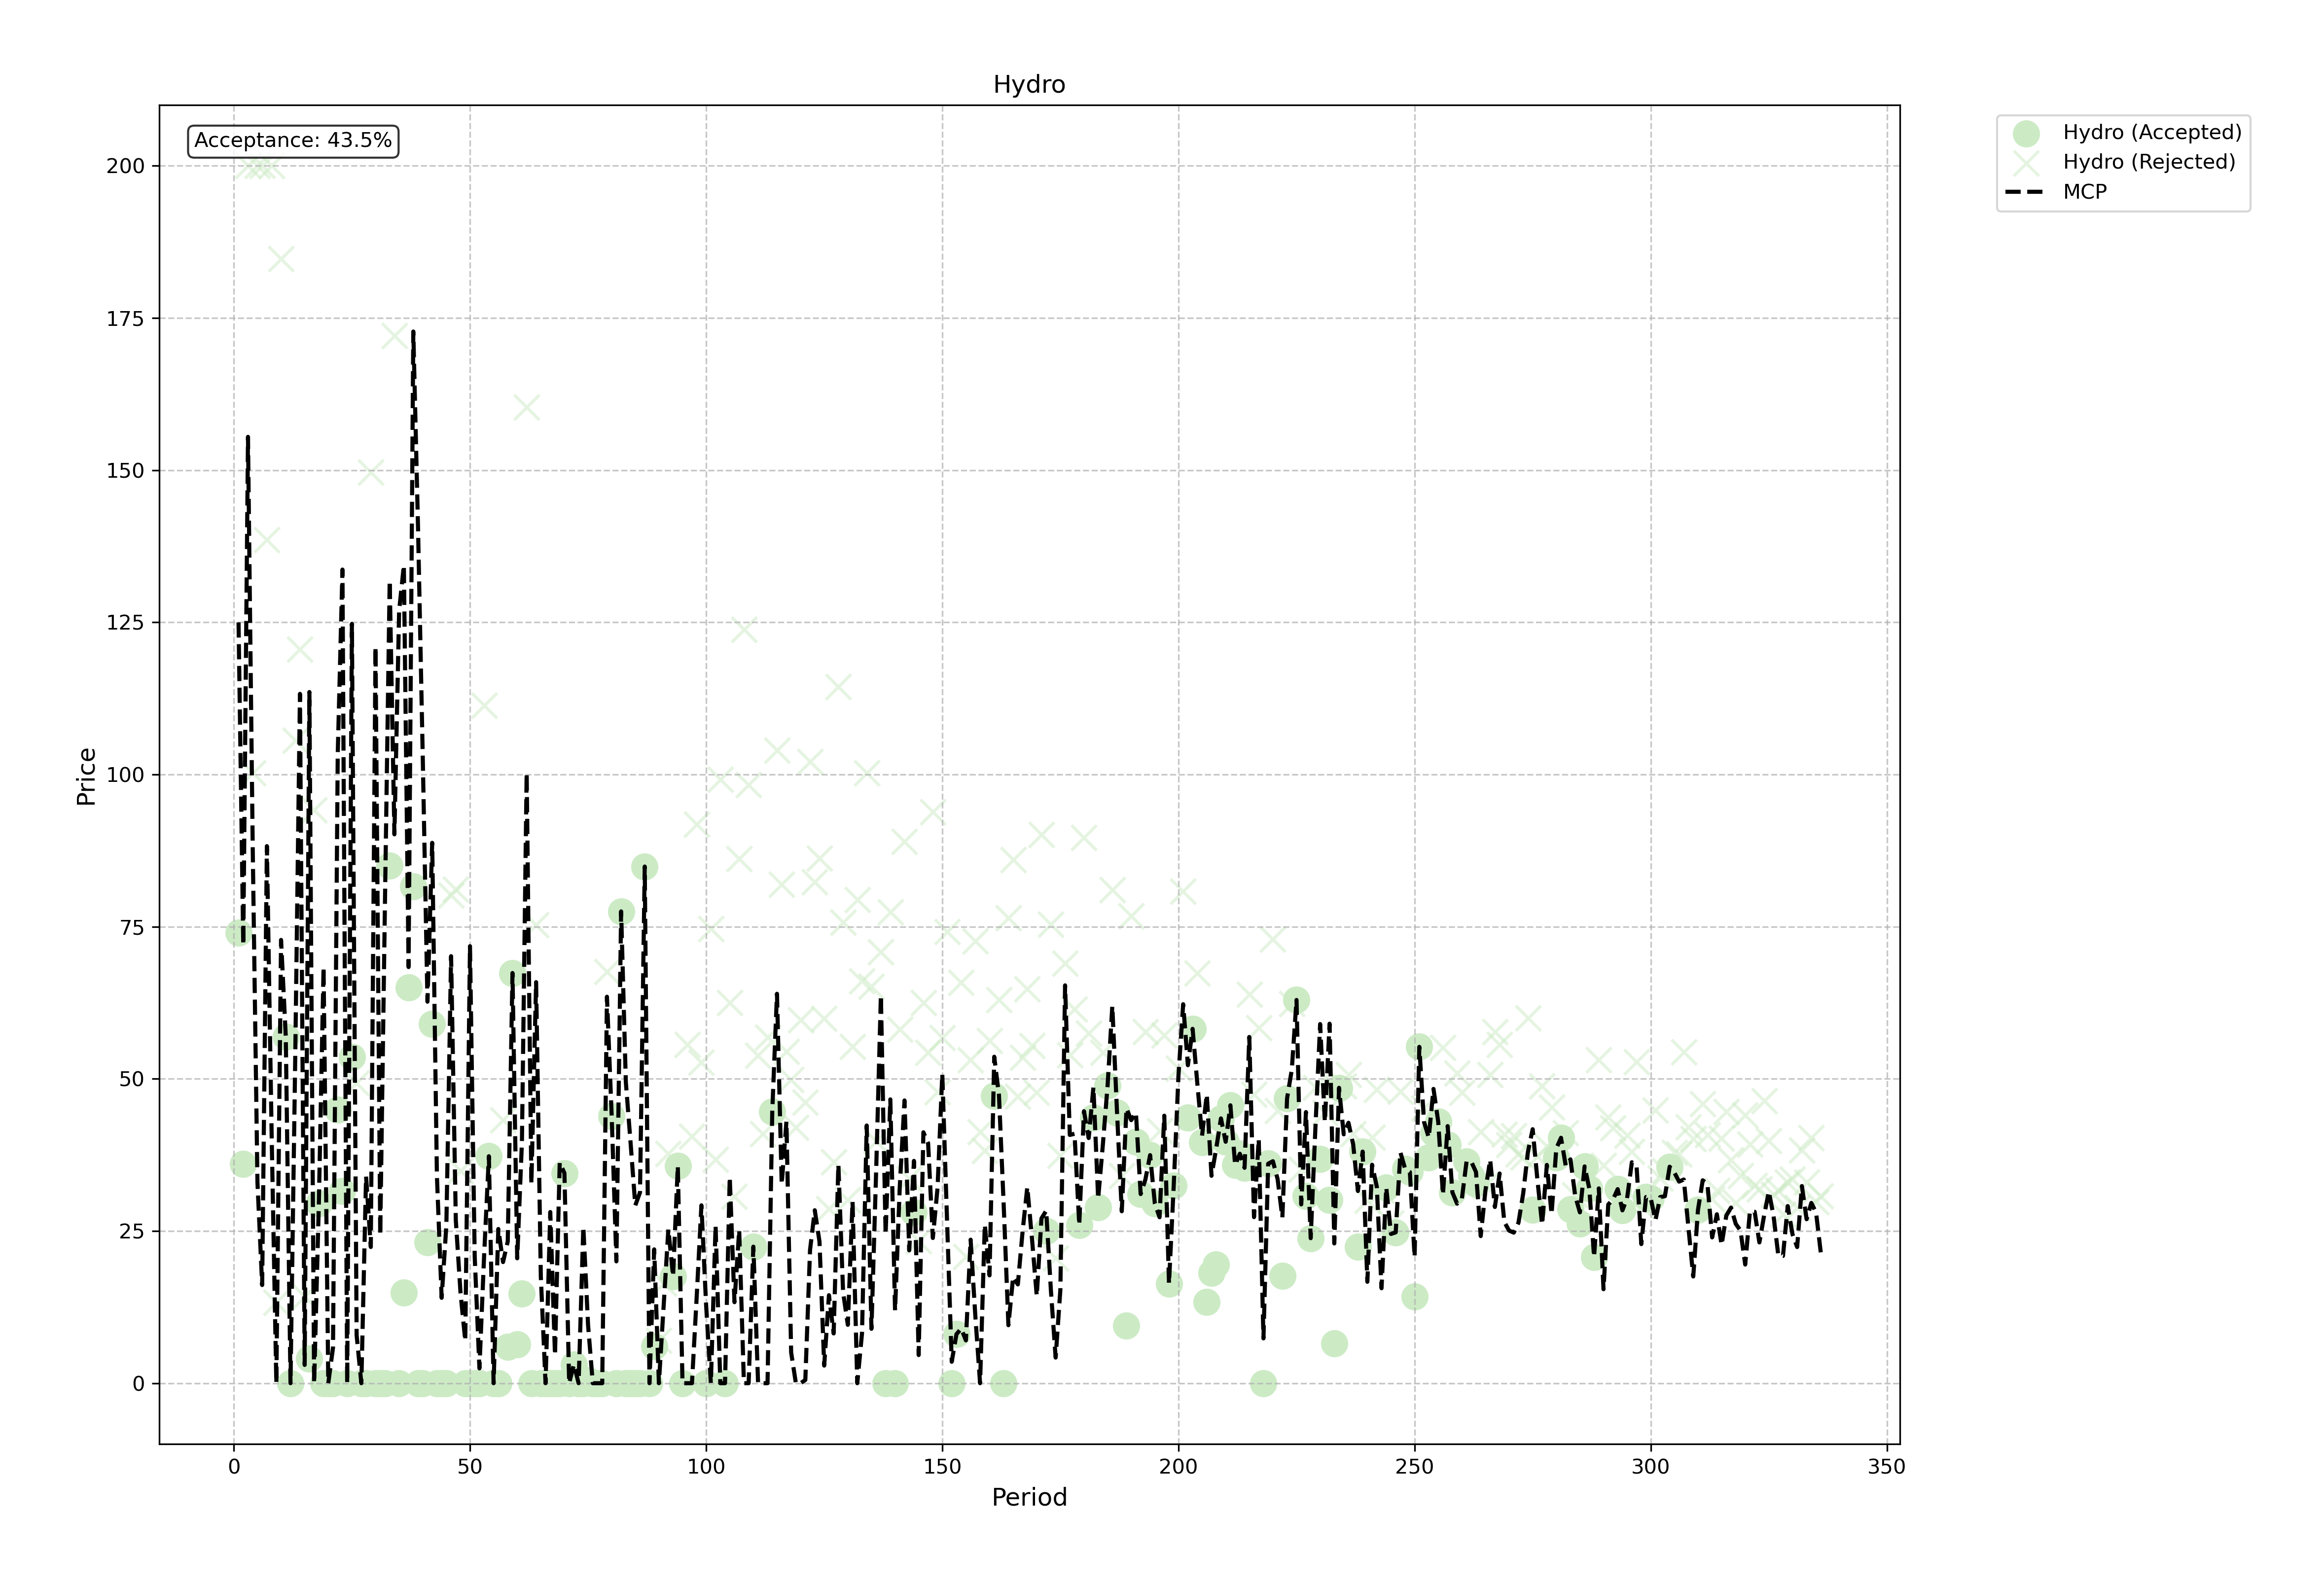 Hydro
Acceptance: 43.5%
Hydro (Accepted)
Hydro (Rejected)
MCP
200
175
150
125
100
75
50
25
0
Price
0 50 100 150 200 250 300 350
Period